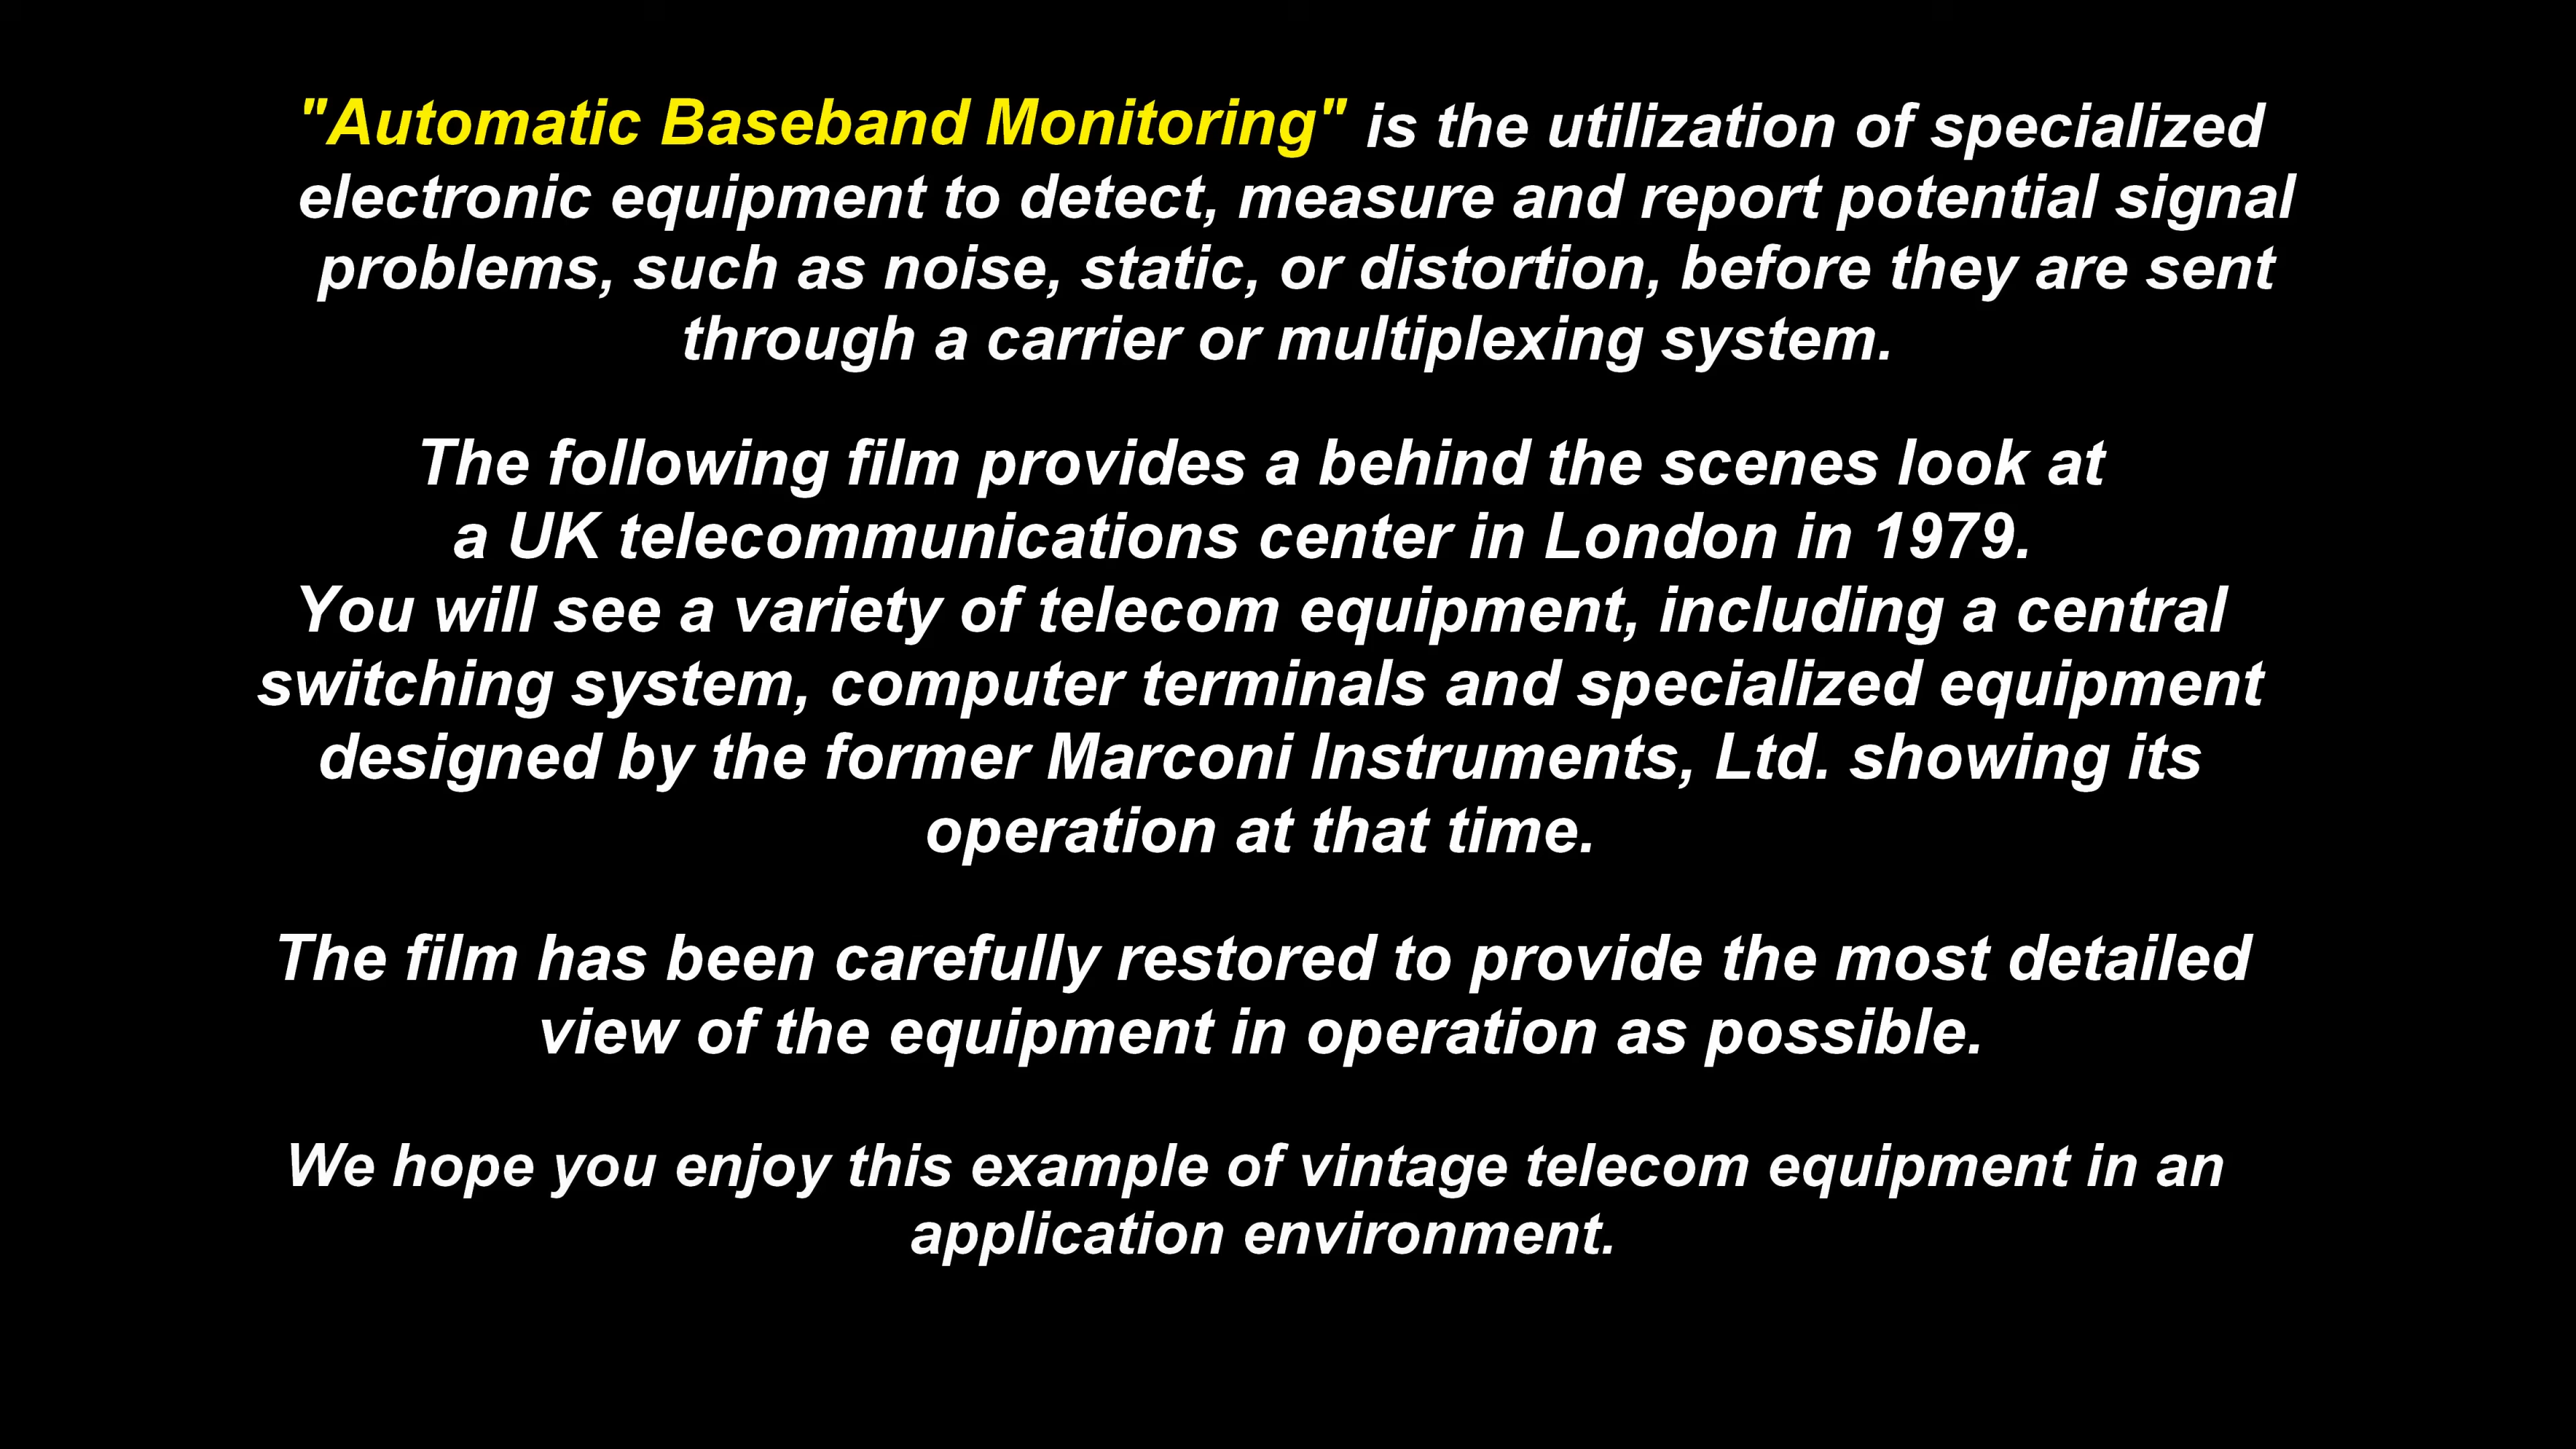 "Automatic Baseband Monitoring" is the utilization of specialized
electronic equipment to detect, measure and report potential signal
problems, such as noise, static, or distortion, before they are sent
through a carrier or multiplexing system.
The following film provides a behind the scenes look at
a UK telecommunications center in London in 1979.
You will see a variety of telecom equipment, including a central
switching system, computer terminals and specialized equipment
designed by the former Marconi Instruments, Ltd. showing its
operation at that time.
The film has been carefully restored to provide the most detailed
view of the equipment in operation as possible.
We hope you enjoy this example of vintage telecom equipment in an
application environment.